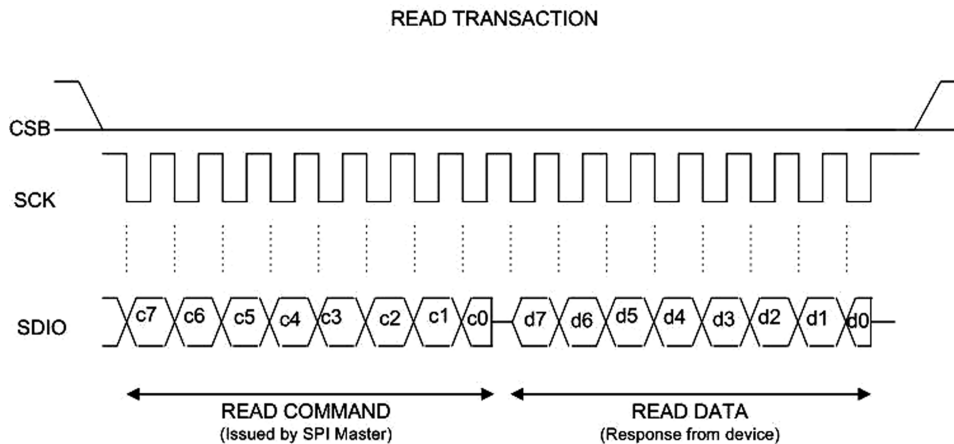 READ TRANSACTION
CSB
SCK
SDIO
c7 c6 c5 c4 c3 c2 c1 c0 d7 d6 d5 d4 d3 d2 d1 d0
READ COMMAND
(Issued by SPI Master)
READ DATA
(Response from device)